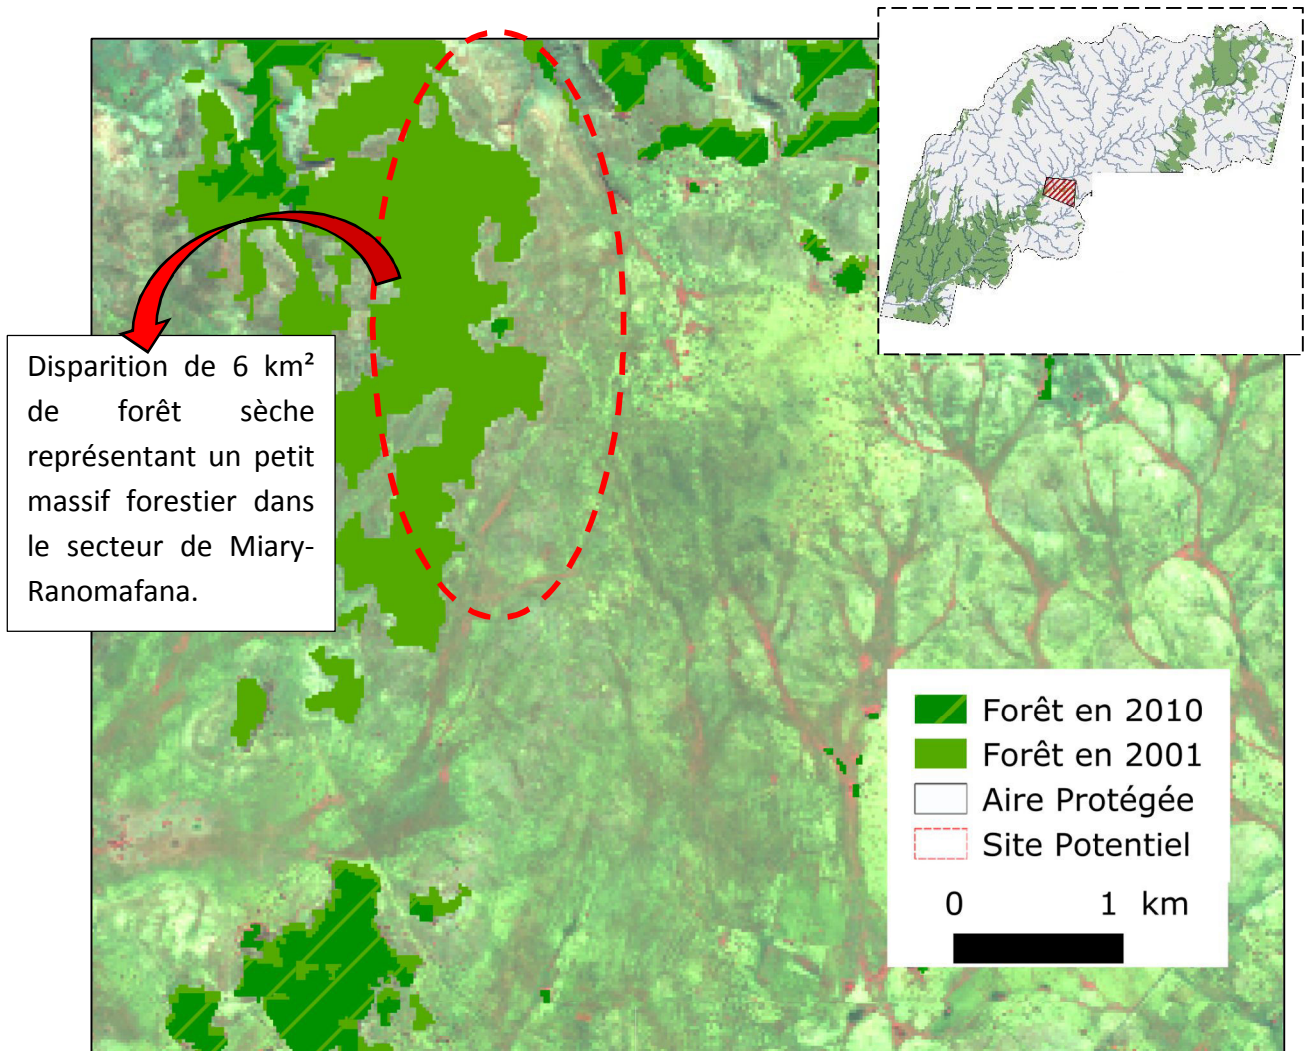 Disparition de 6 km²
de forêt sèche
représentant un petit
massif forestier dans
le secteur de Miary-
Ranomafana.
Forêt en 2010
Forêt en 2001
Aire Protégée
Site Potentiel
0 1 km